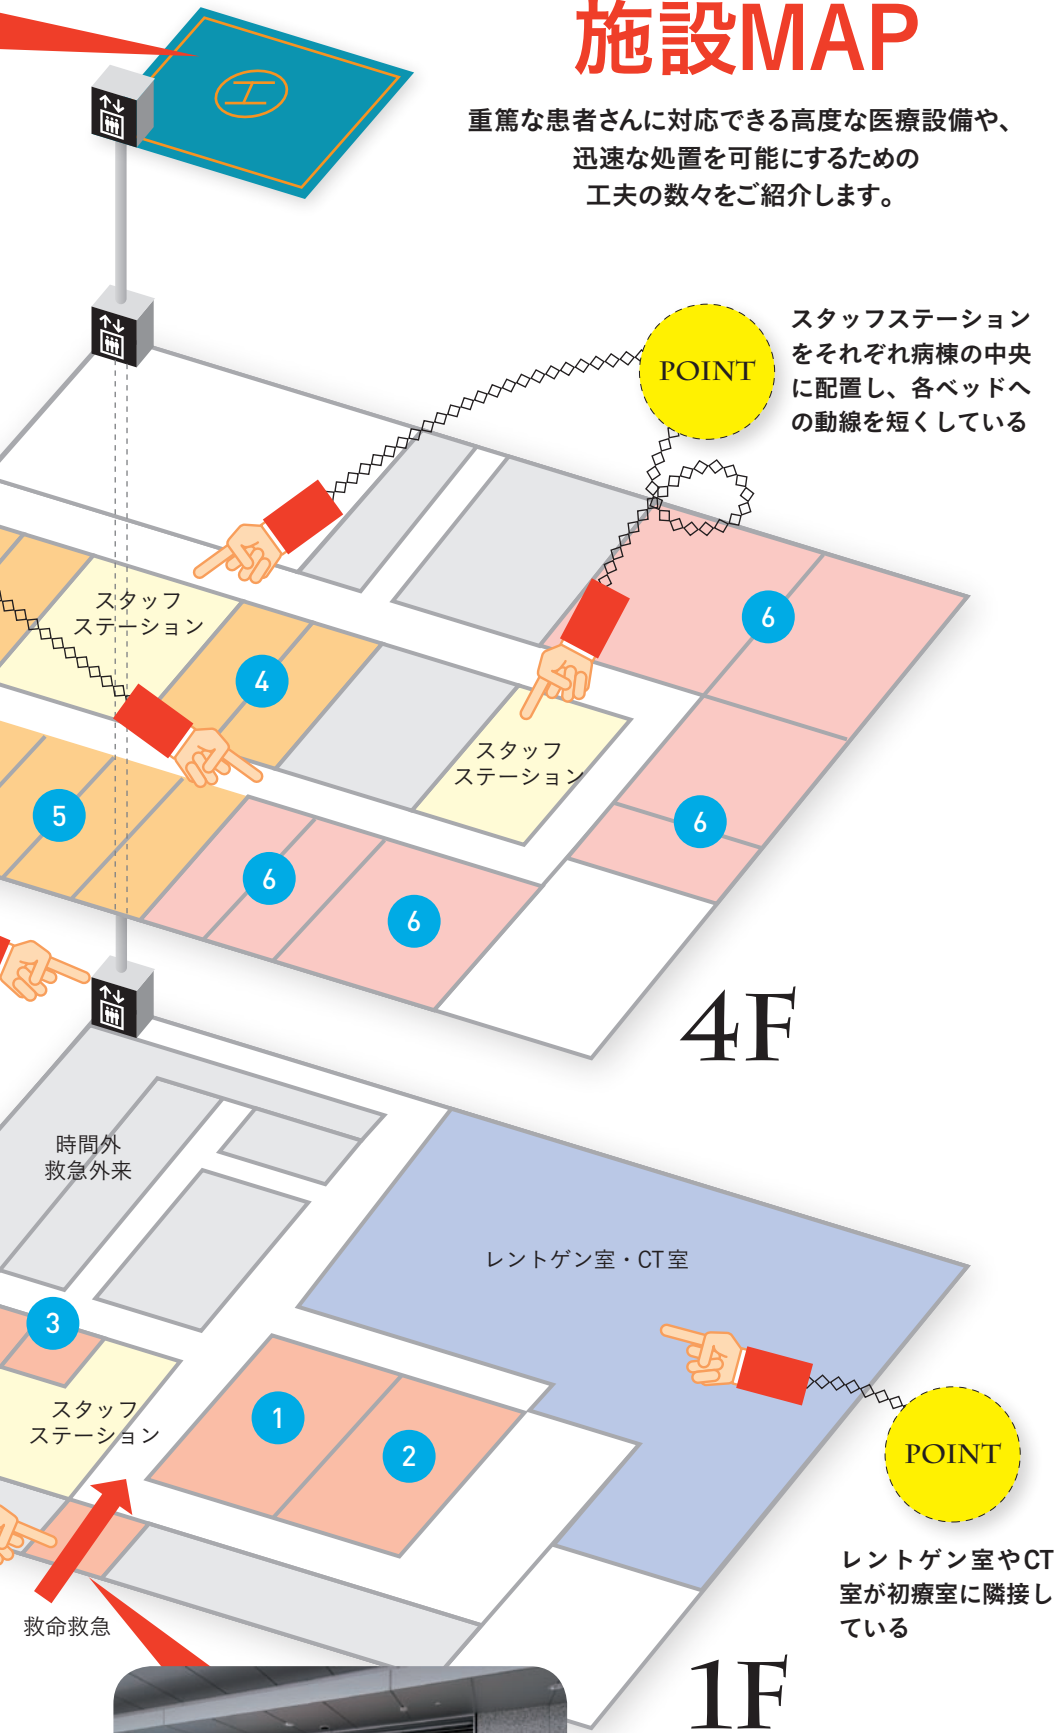 施設MAP
重篤な患者さんに対応できる高度な医療設備や、
迅速な処置を可能にするための
工夫の数々をご紹介します。
POINT
スタッフステーション
をそれぞれ病棟の中央
に配置し、各ベッドへ
の動線を短くしている
スタッフ
ステーション
6
4
スタッフ
ステーション
5
6
6
6
4F
時間外
救急外来
レントゲン室・CT室
3
スタッフ
ステーション
1
2
POINT
レントゲン室やCT
室が初療室に隣接し
ている
救命救急
1F